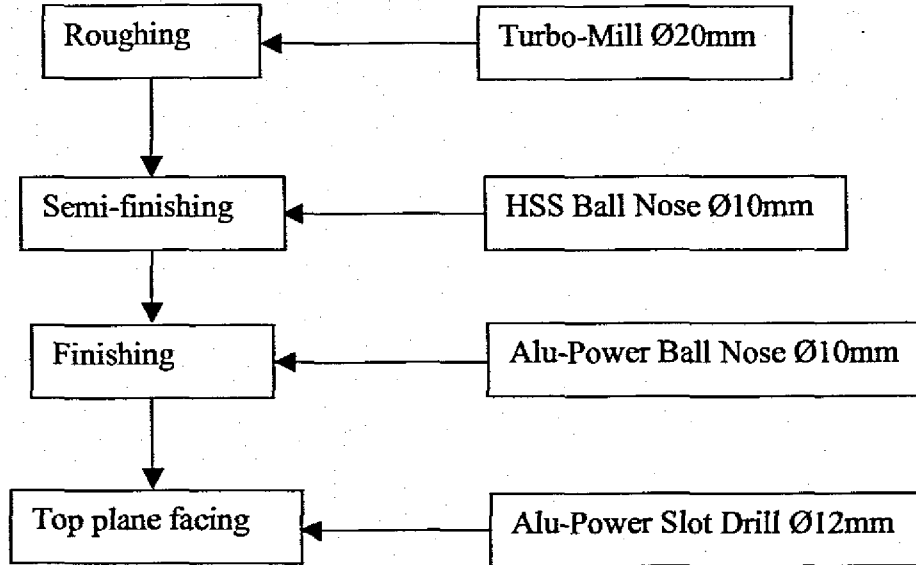 Roughing
Turbo-Mill Ø20mm
Semi-finishing
HSS Ball Nose Ø10mm
Finishing
Alu-Power Ball Nose Ø10mm
Top plane facing
Alu-Power Slot Drill Ø12mm